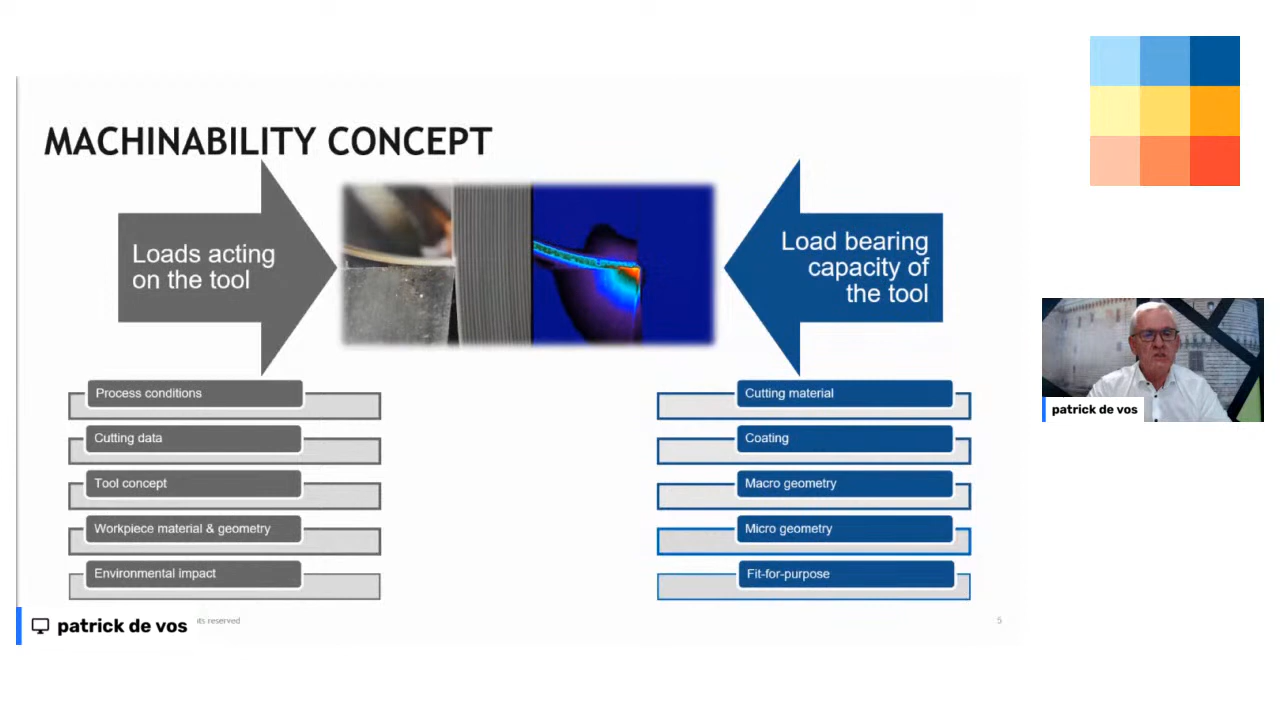 MACHINABILITY CONCEPT
Loads acting
on the tool
Load bearing
capacity of
the tool
Process conditions
Cutting data
Tool concept
Workpiece material & geometry
Environmental impact
Cutting material
Coating
Macro geometry
Micro geometry
Fit-for-purpose
patrick de vos
reserved
5
patrick de vos